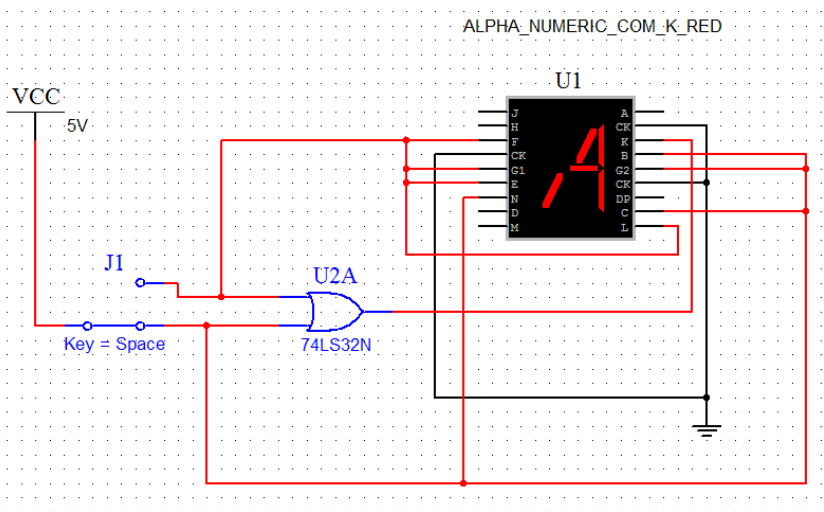 ALPHA_NUMERIC_COM_K_RED
U1
VCC
5V
J
H
F
CK
G1
E
N
D
M
A
CK
K
B
G2
CK
DP
C
L
J1
U2A
Key = Space
74LS32N